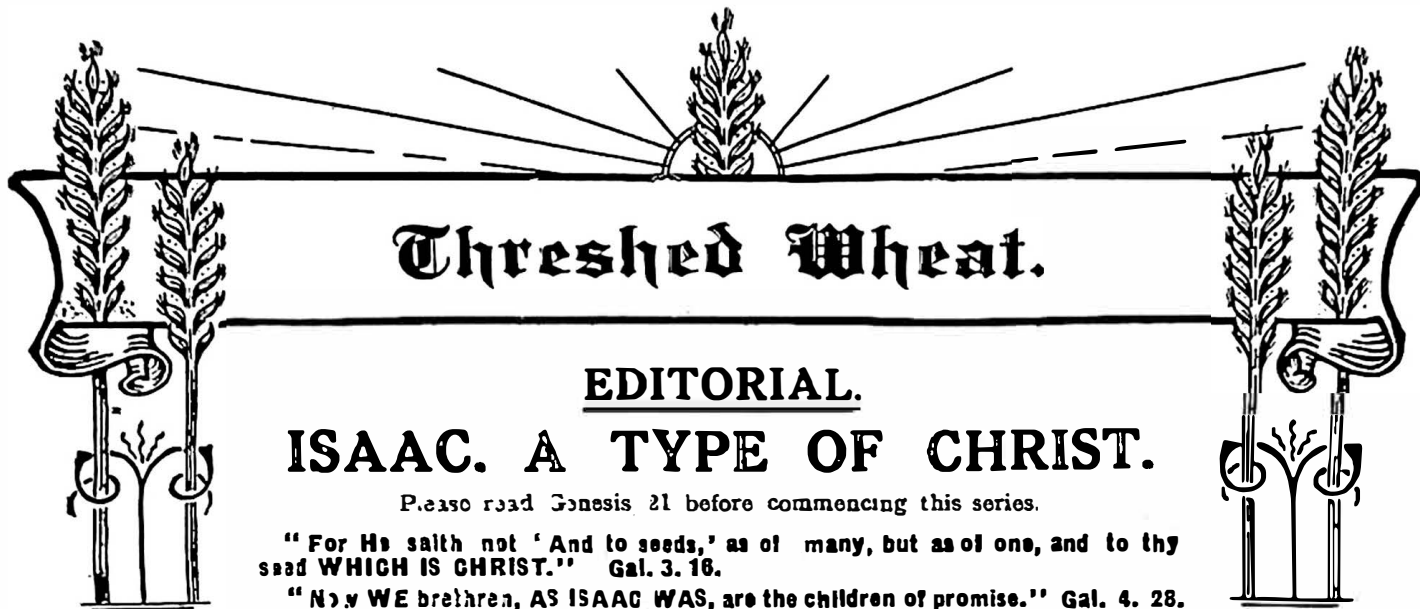 Threshed Wheat.
EDITORIAL.
ISAAC. A TYPE OF CHRIST.
Please read Genesis 21 before commencing this series.
"For He saith not 'And to seeds,' as of many, but as of one, and to thy
seed WHICH IS CHRIST." Gal. 3. 16.
"Now WE brethren, AS ISAAC WAS, are the children of promise." Gal. 4. 28.